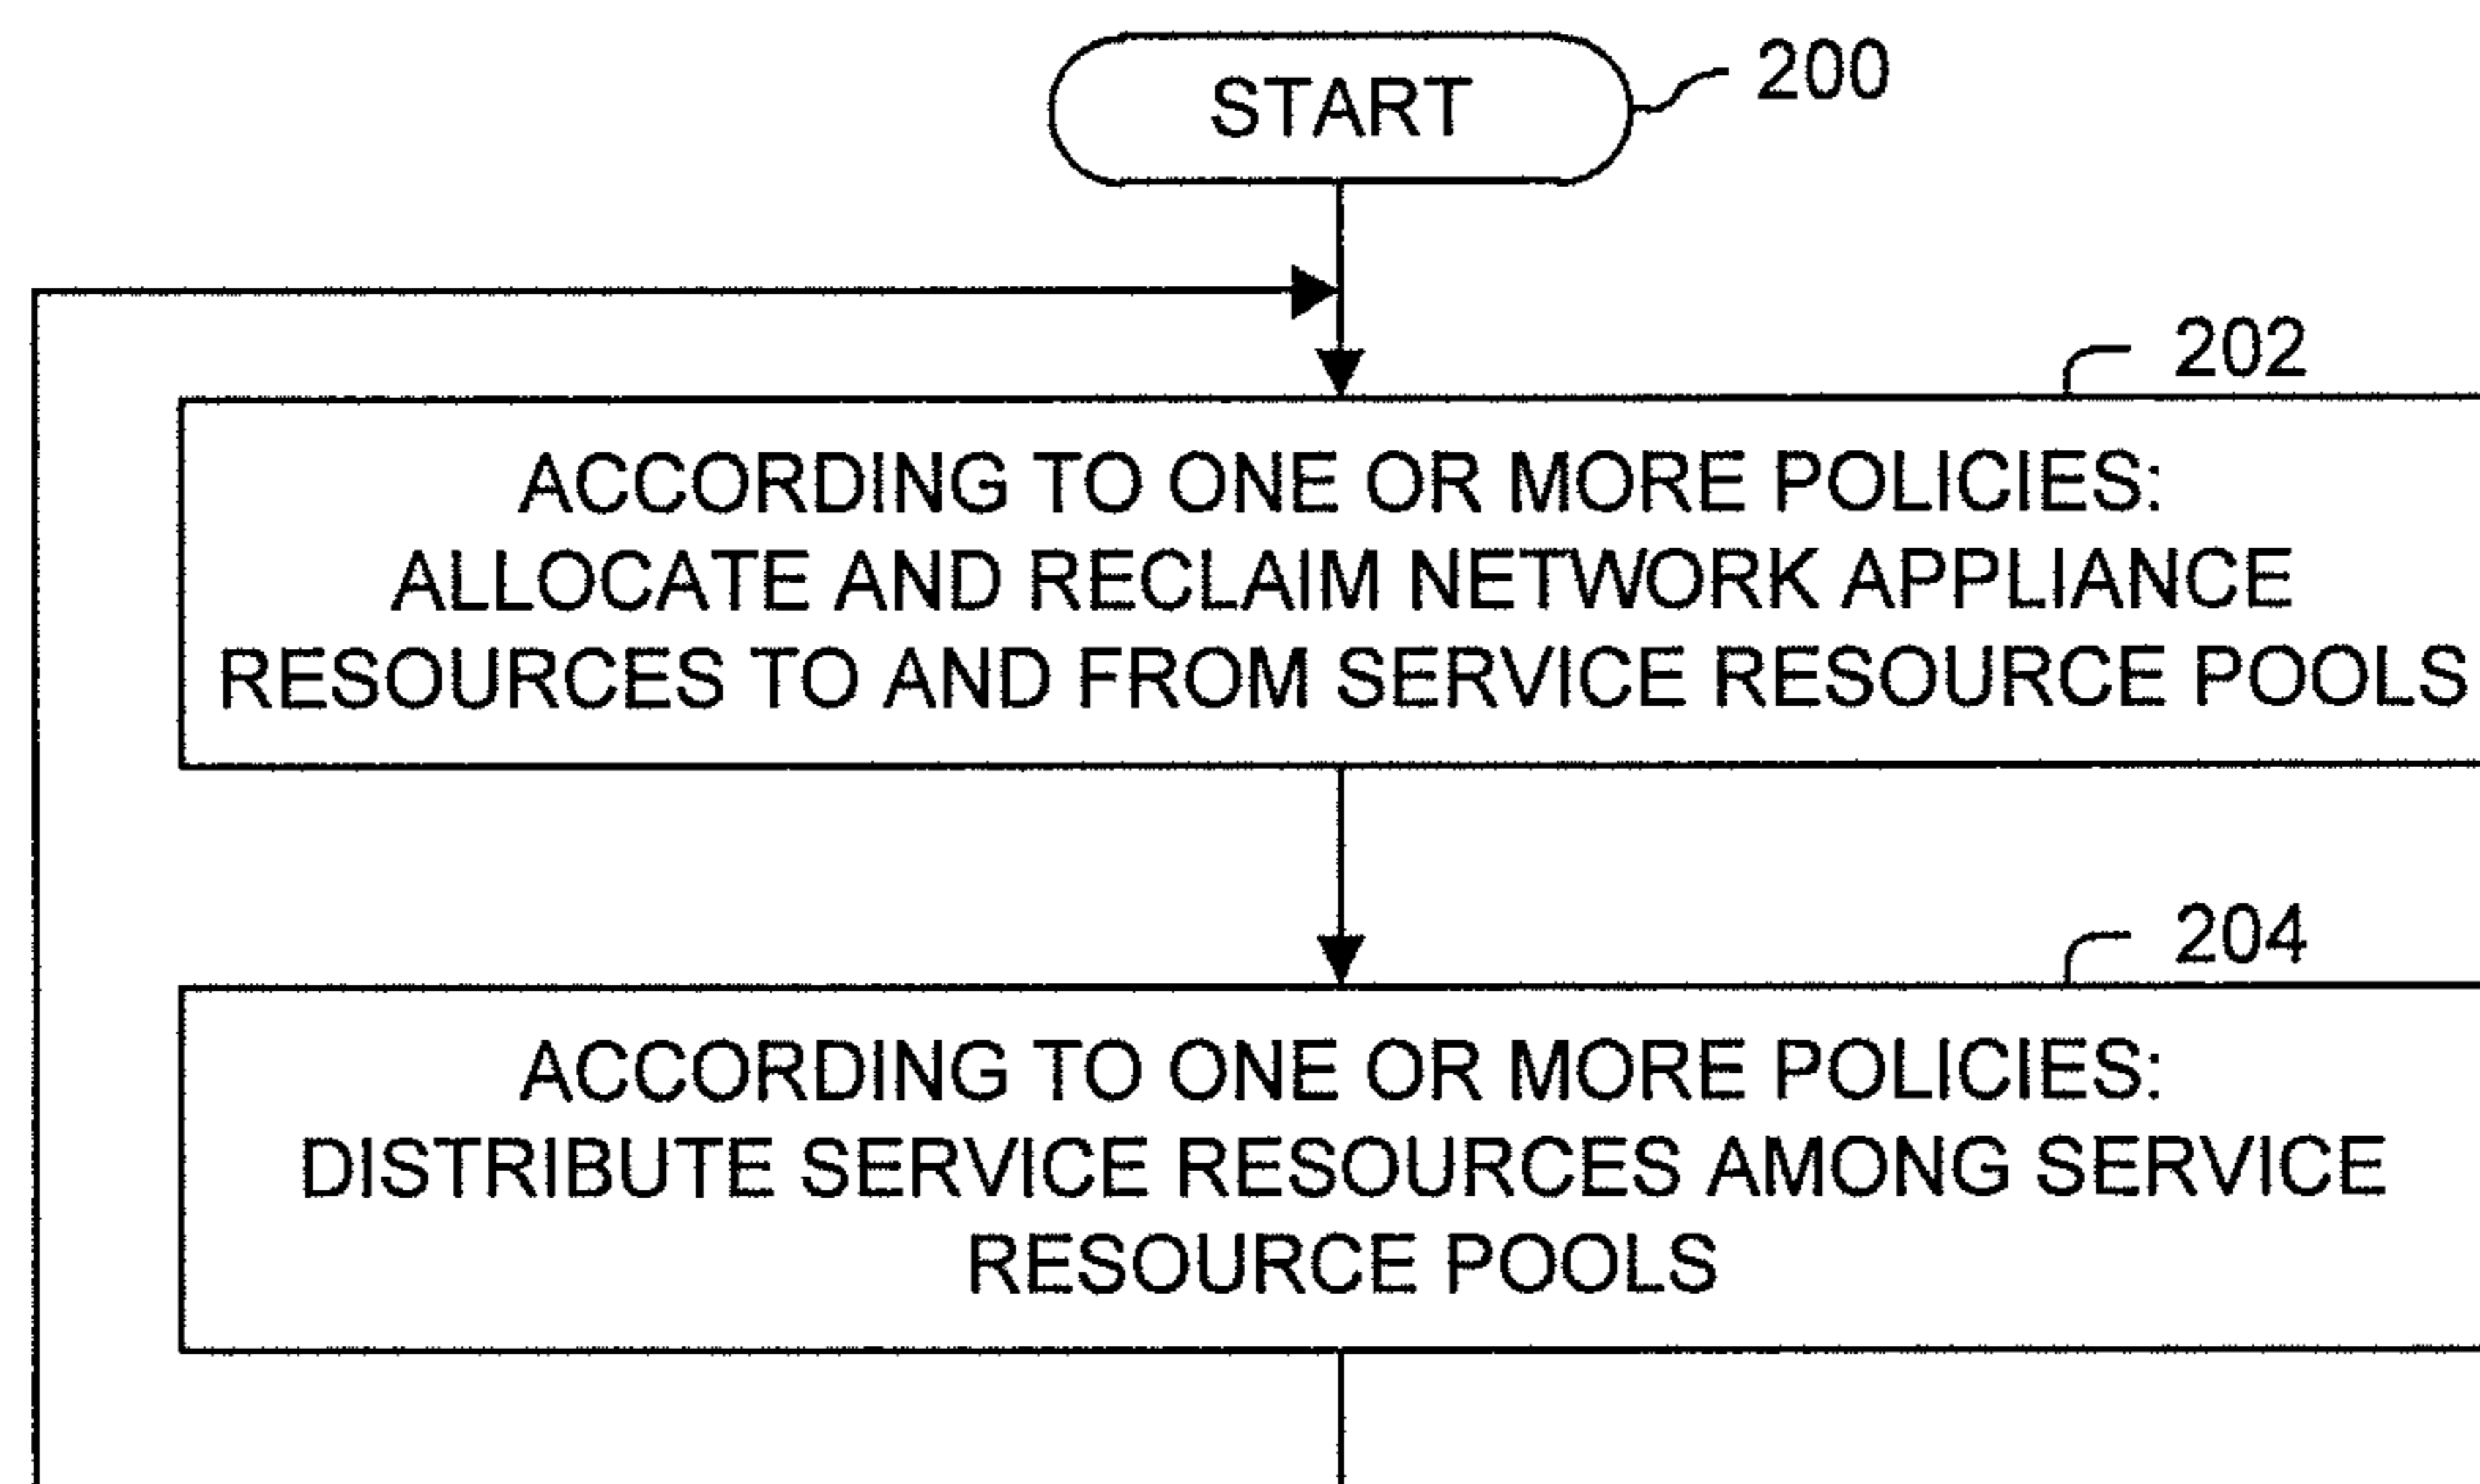 START
200
202
ACCORDING TO ONE OR MORE POLICIES:
ALLOCATE AND RECLAIM NETWORK APPLIANCE
RESOURCES TO AND FROM SERVICE RESOURCE POOLS
204
ACCORDING TO ONE OR MORE POLICIES:
DISTRIBUTE SERVICE RESOURCES AMONG SERVICE
RESOURCE POOLS